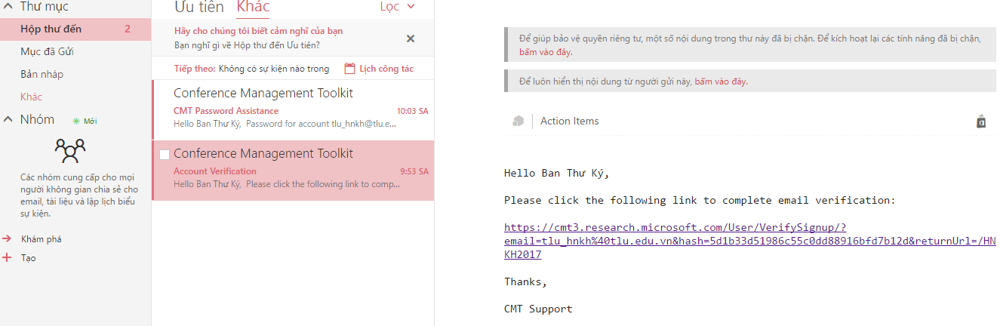 Thư mục
Hộp thư đến 2
Mục đã Gửi
Bản nháp
Khác
Nhóm Mới
Các nhóm cung cấp cho mọi
người không gian chia sẻ cho
email, tài liệu và lập lịch biểu
sự kiện.
Khám phá
Tạo
Ưu tiên Khác Lọc
Hãy cho chúng tôi biết cảm nghĩ của bạn
Bạn nghĩ gì về Hộp thư đến Ưu tiên?
Tiếp theo: Không có sự kiện nào trong Lịch công tác
Conference Management Toolkit
CMT Password Assistance 10:03 SA
Hello Ban Thư Ký, Password for account tlu_hnkh@tlu.e...
Conference Management Toolkit
Account Verification 9:53 SA
Hello Ban Thư Ký, Please click the following link to comp...
Để giúp bảo vệ quyền riêng tư, một số nội dung trong thư này đã bị chặn. Để kích hoạt lại các tính năng đã bị chặn,
bấm vào đây.
Để luôn hiển thị nội dung từ người gửi này, bấm vào đây.
Action Items
Hello Ban Thư Ký,
Please click the following link to complete email verification:
https://cmt3.research.microsoft.com/User/VerifySignup/?
email=tlu_hnkh%40tlu.edu.vn&hash=5d1b33d51986c55c0dd88916bfd7b12d&returnUrl=/HN
KH2017
Thanks,
CMT Support